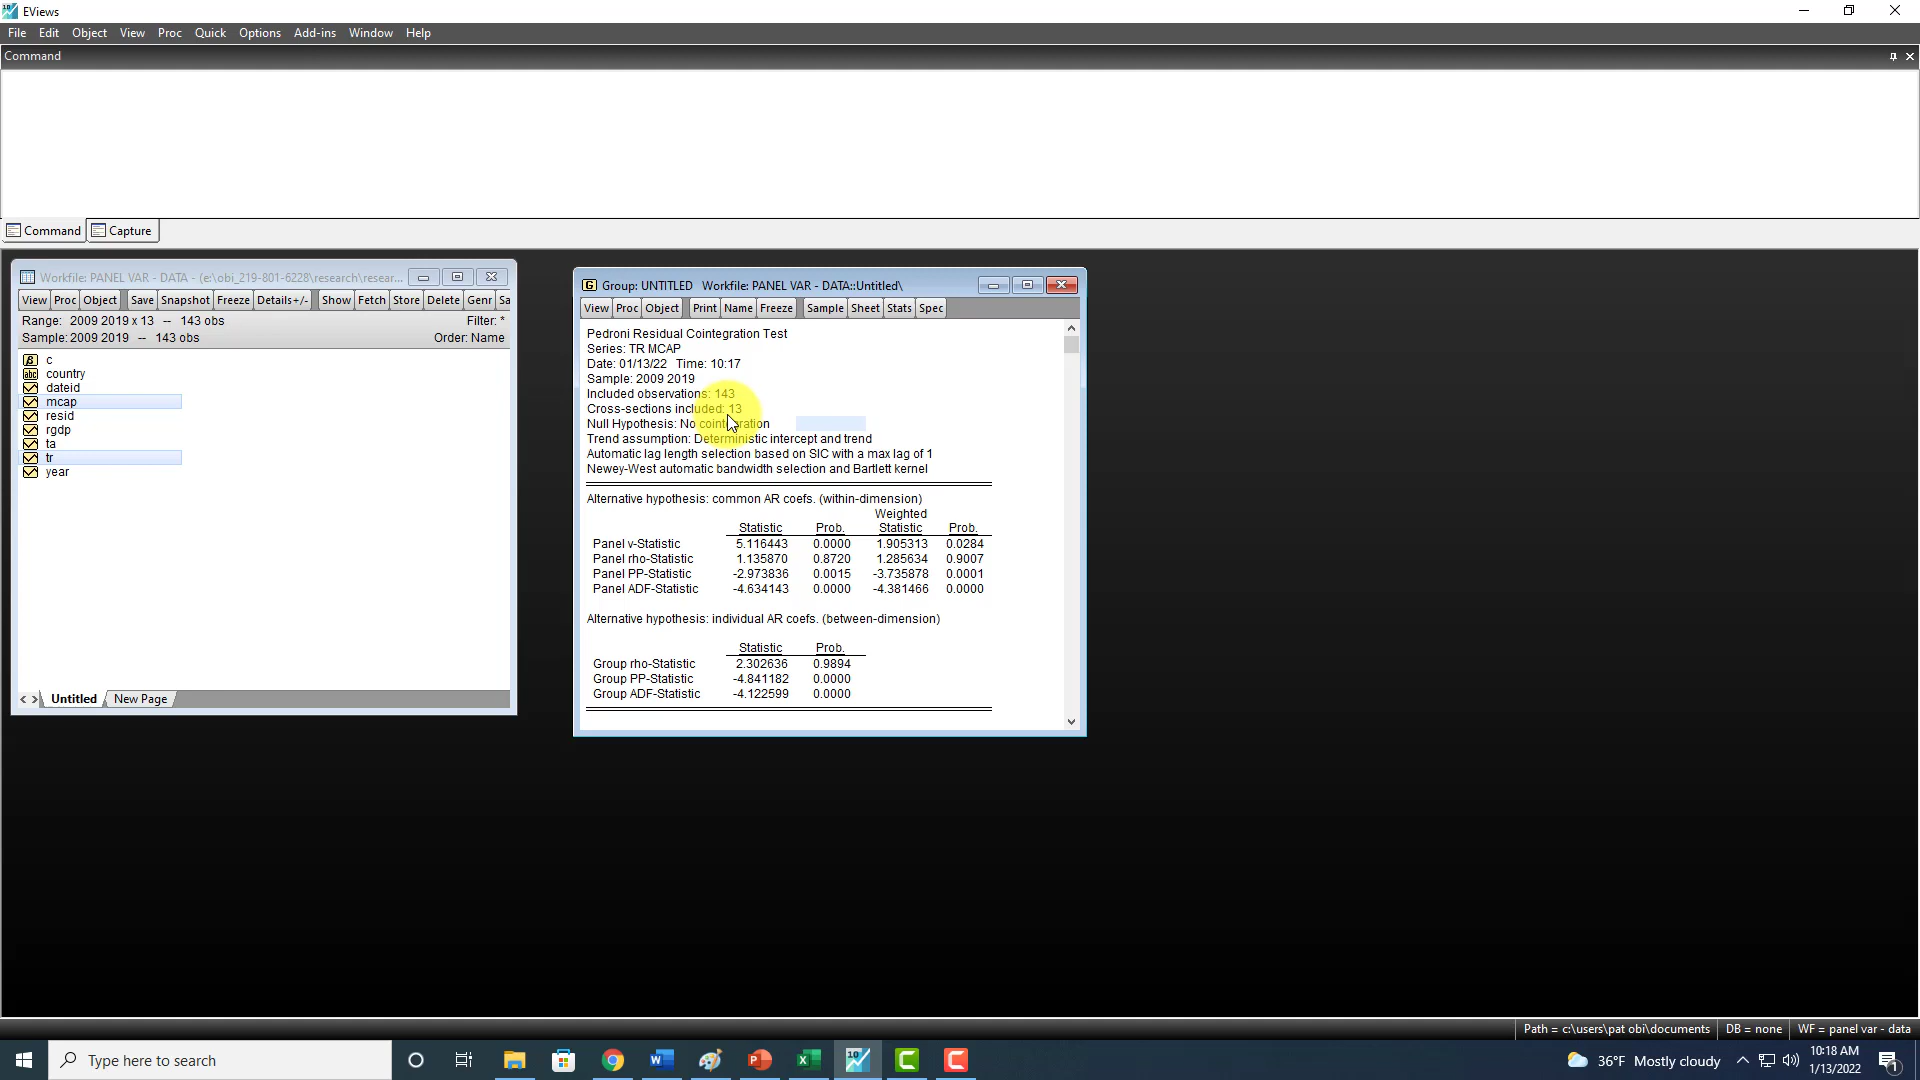 EViews
File Edit Object View Proc Quick Options Add-ins Window Help
Command
Command Capture
Workfile: PANEL VAR - DATA - (e:\obi_219-801-6228\research\resear...
View Proc Object Save Snapshot Freeze Details+/- Show Fetch Store Delete Genr Sa
Range: 2009 2019 x 13 -- 143 obs Filter: *
Sample: 2009 2019 -- 143 obs Order: Name
c
country
dateid
mcap
resid
rgdp
ta
tr
year
Untitled New Page
Group: UNTITLED Workfile: PANEL VAR - DATA::Untitled\
View Proc Object Print Name Freeze Sample Sheet Stats Spec
Pedroni Residual Cointegration Test
Series: TR MCAP
Date: 01/13/22 Time: 10:17
Sample: 2009 2019
Included observations: 143
Cross-sections included: 13
Null Hypothesis: No cointegration
Trend assumption: Deterministic intercept and trend
Automatic lag length selection based on SIC with a max lag of 1
Newey-West automatic bandwidth selection and Bartlett kernel
Alternative hypothesis: common AR coefs. (within-dimension)
Weighted
Statistic Prob. Statistic Prob.
Panel v-Statistic 5.116443 0.0000 1.905313 0.0284
Panel rho-Statistic 1.135870 0.8720 1.285634 0.9007
Panel PP-Statistic -2.973836 0.0015 -3.735878 0.0001
Panel ADF-Statistic -4.634143 0.0000 -4.381466 0.0000
Alternative hypothesis: individual AR coefs. (between-dimension)
Statistic Prob.
Group rho-Statistic 2.302636 0.9894
Group PP-Statistic -4.841182 0.0000
Group ADF-Statistic -4.122599 0.0000
Path = c:\users\pat obi\documents DB = none WF = panel var - data
Type here to search
36°F Mostly cloudy
10:18 AM
1/13/2022